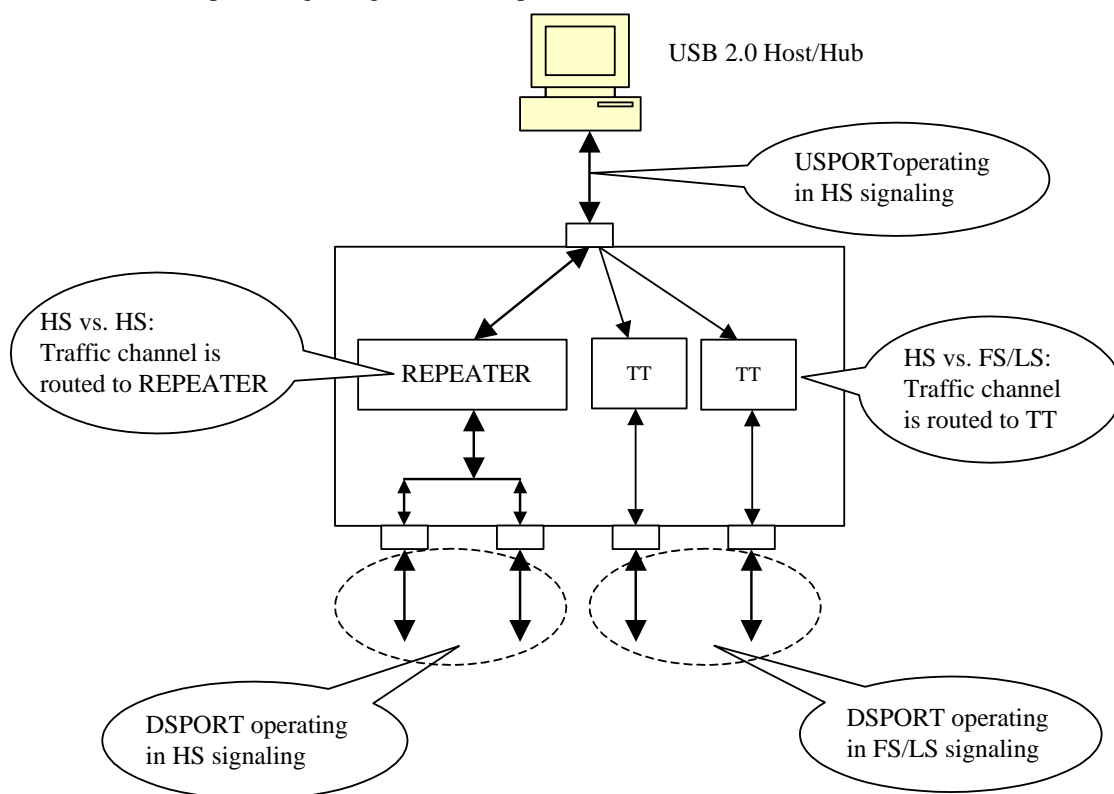 USB 2.0 Host/Hub
USPORToperating
in HS signaling
HS vs. HS:
Traffic channel is
routed to REPEATER
REPEATER
TT
TT
HS vs. FS/LS:
Traffic channel
is routed to TT
DSPORT operating
in HS signaling
DSPORT operating
in FS/LS signaling